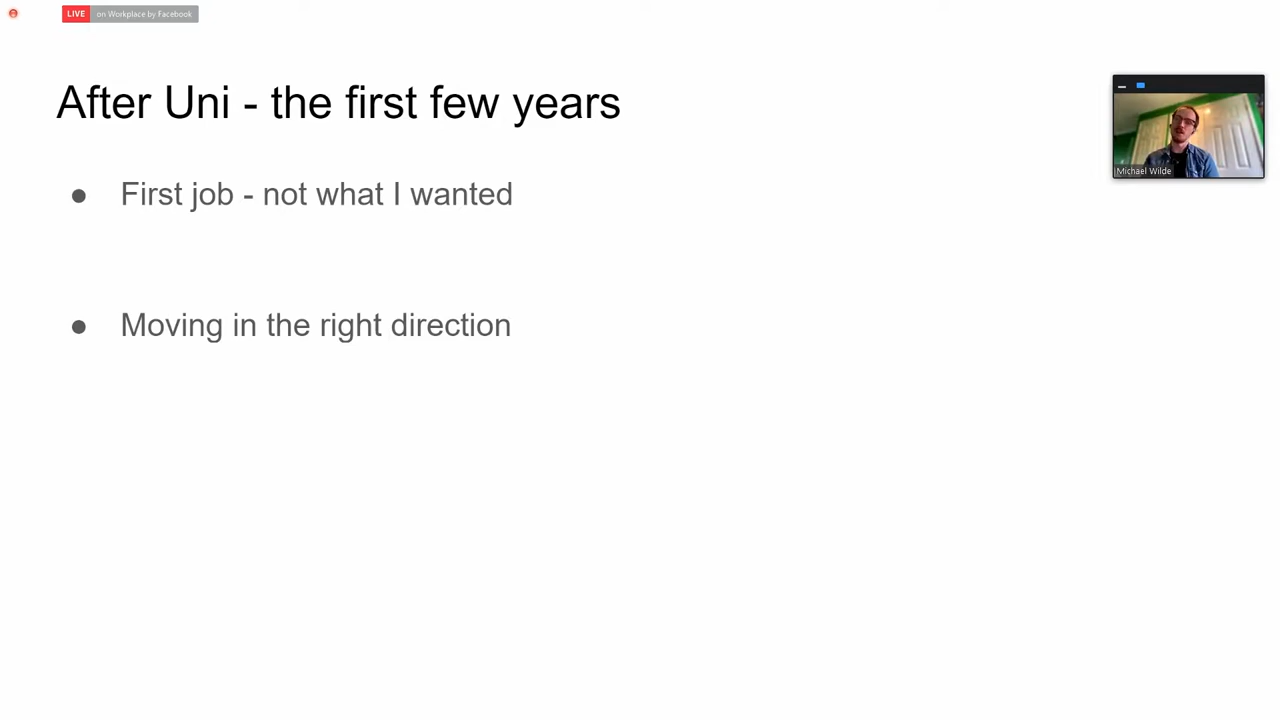 LIVE on Workplace by Facebook
After Uni - the first few years
Michael Wilde
● First job - not what I wanted
● Moving in the right direction